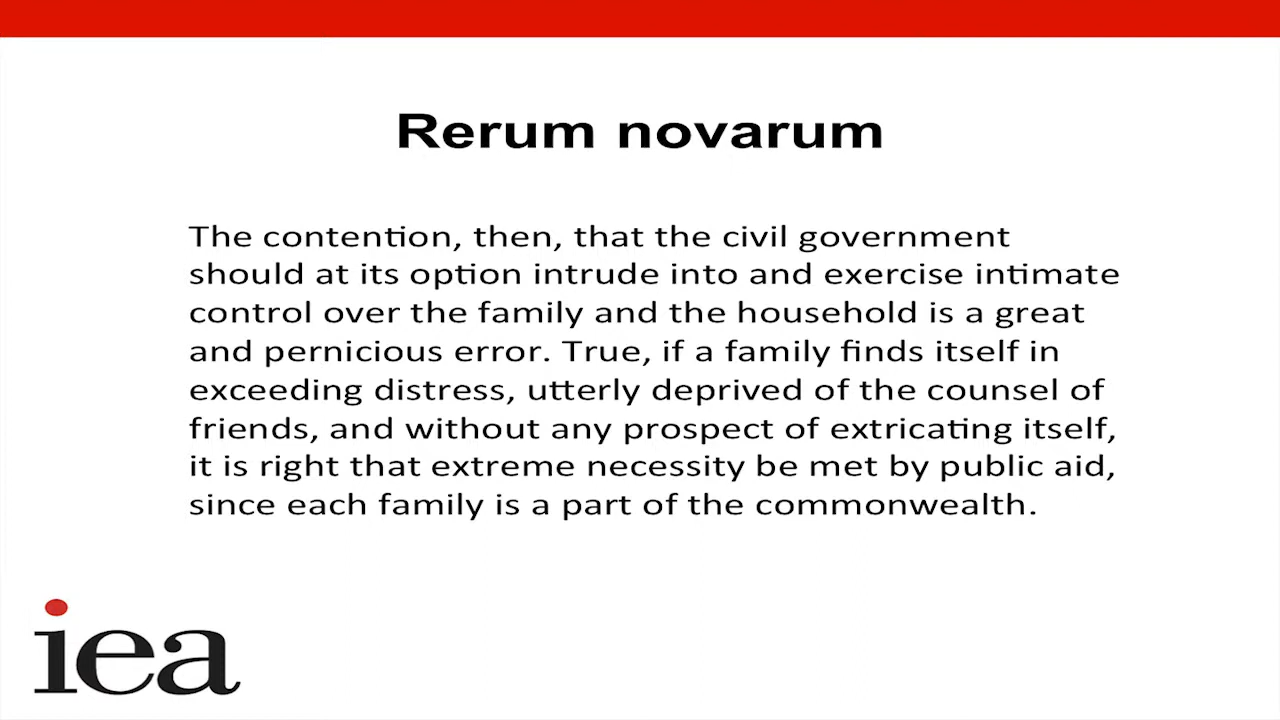 Rerum novarum
The contention, then, that the civil government
should at its option intrude into and exercise intimate
control over the family and the household is a great
and pernicious error. True, if a family finds itself in
exceeding distress, utterly deprived of the counsel of
friends, and without any prospect of extricating itself,
it is right that extreme necessity be met by public aid,
since each family is a part of the commonwealth.
iea